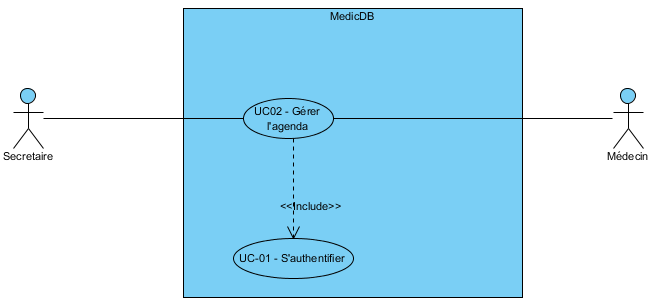 MedicDB
UC02 - Gérer
l'agenda
Secretaire
Médecin
<<Include>>
UC-01 - S'authentifier